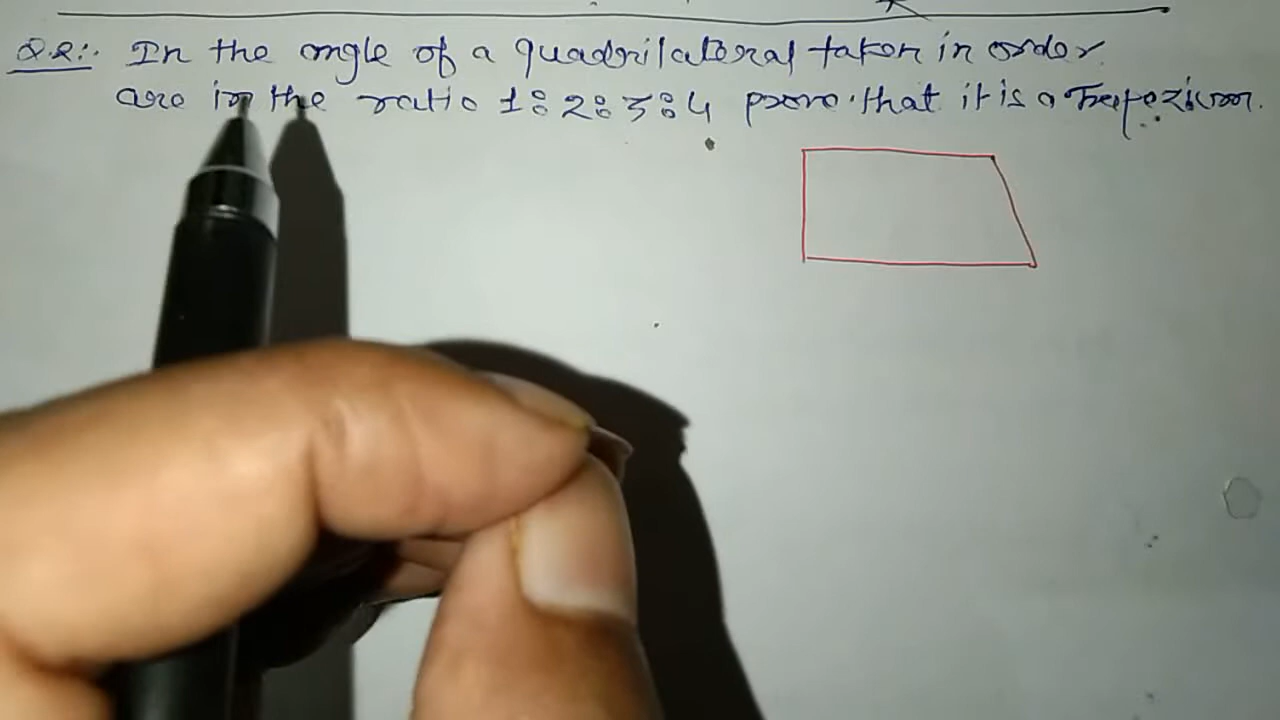 Q.2:. In the angle of a quadrilateral taken in order
are in the ratio 1:2:3:4 prove that it is a Trapezium.